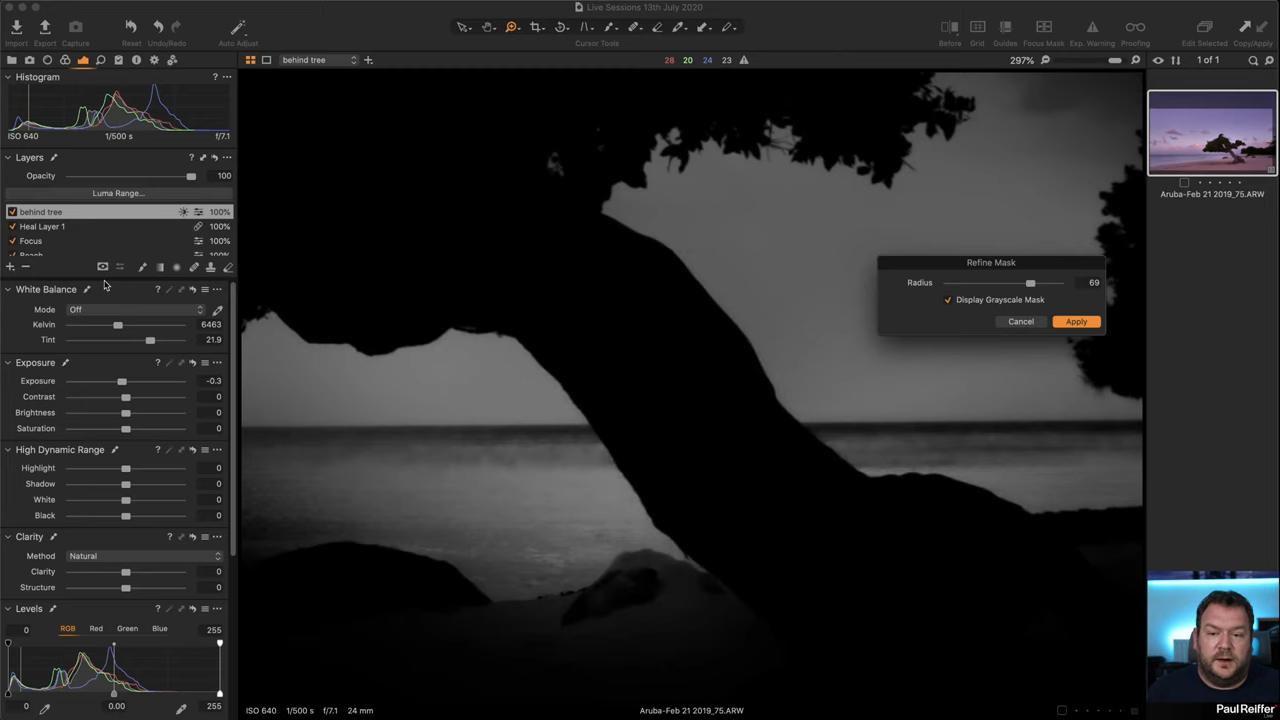 Live Sessions 13th July 2020
Import Export Capture Reset Undo/Redo Auto Adjust Cursor Tools Before Grid Guides Focus Mask Exp. Warning Proofing Edit Selected Copy/Apply
behind tree 28 20 24 23 297% 1 of 1
Histogram ? ...
ISO 640 1/500 s f/7.1
Layers ? ...
Opacity 100
Luma Range...
behind tree 100%
Heal Layer 1 100%
Focus 100%
White Balance ? ...
Mode Off
Kelvin 6463
Tint 21.9
Exposure ? ...
Exposure -0.3
Contrast 0
Brightness 0
Saturation 0
High Dynamic Range ? ...
Highlight 0
Shadow 0
White 0
Black 0
Clarity ? ...
Method Natural
Clarity 0
Structure 0
Levels ? ...
0 RGB Red Green Blue 255
0 0.00 255
Refine Mask
Radius 69
Display Grayscale Mask
Cancel Apply
ISO 640 1/500 s f/7.1 24 mm Aruba-Feb 21 2019_75.ARW
Aruba-Feb 21 2019_75.ARW
Paul Reiffer
Live